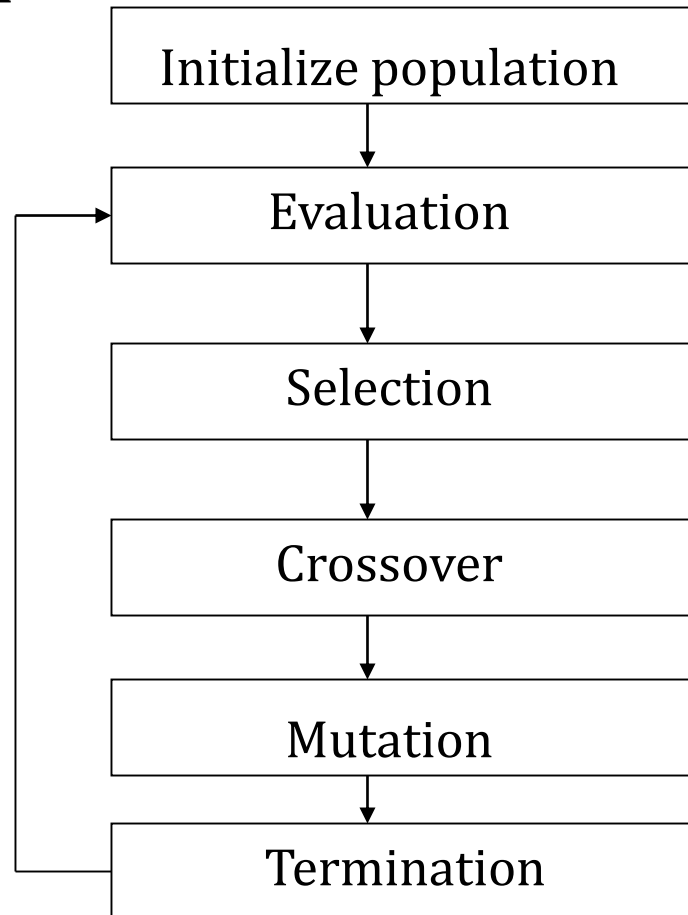 Initialize population
Evaluation
Selection
Crossover
Mutation
Termination